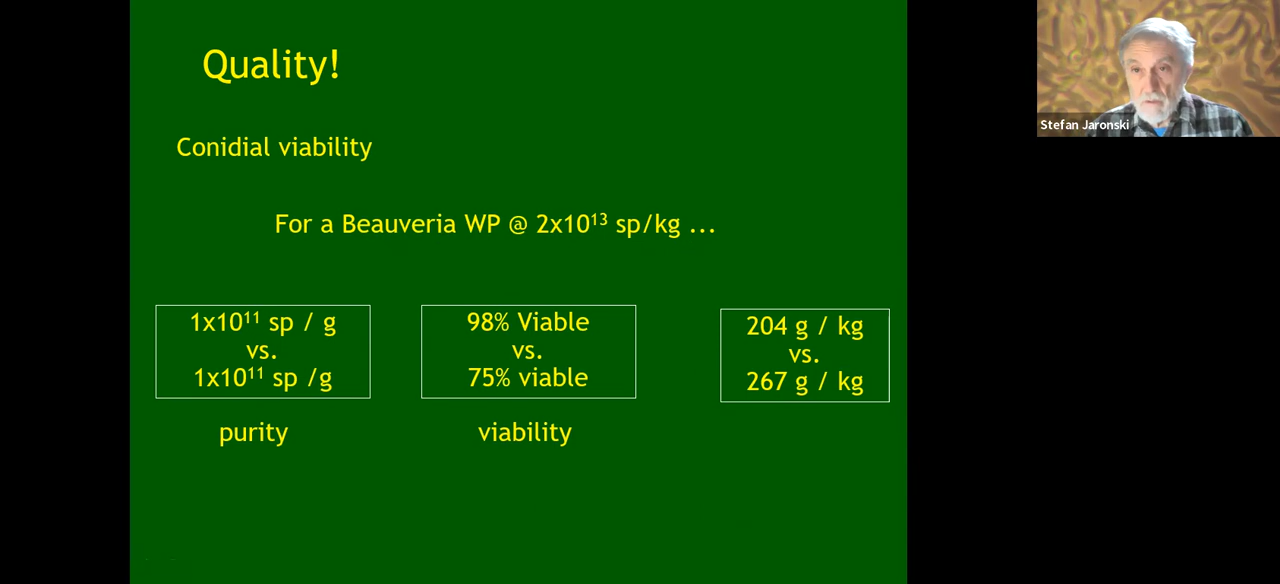 Quality!
Conidial viability
For a Beauveria WP @ 2x10¹³ sp/kg ...
1x10¹¹ sp / g
vs.
1x10¹¹ sp /g
purity
98% Viable
vs.
75% viable
viability
204 g / kg
vs.
267 g / kg
Stefan Jaronski